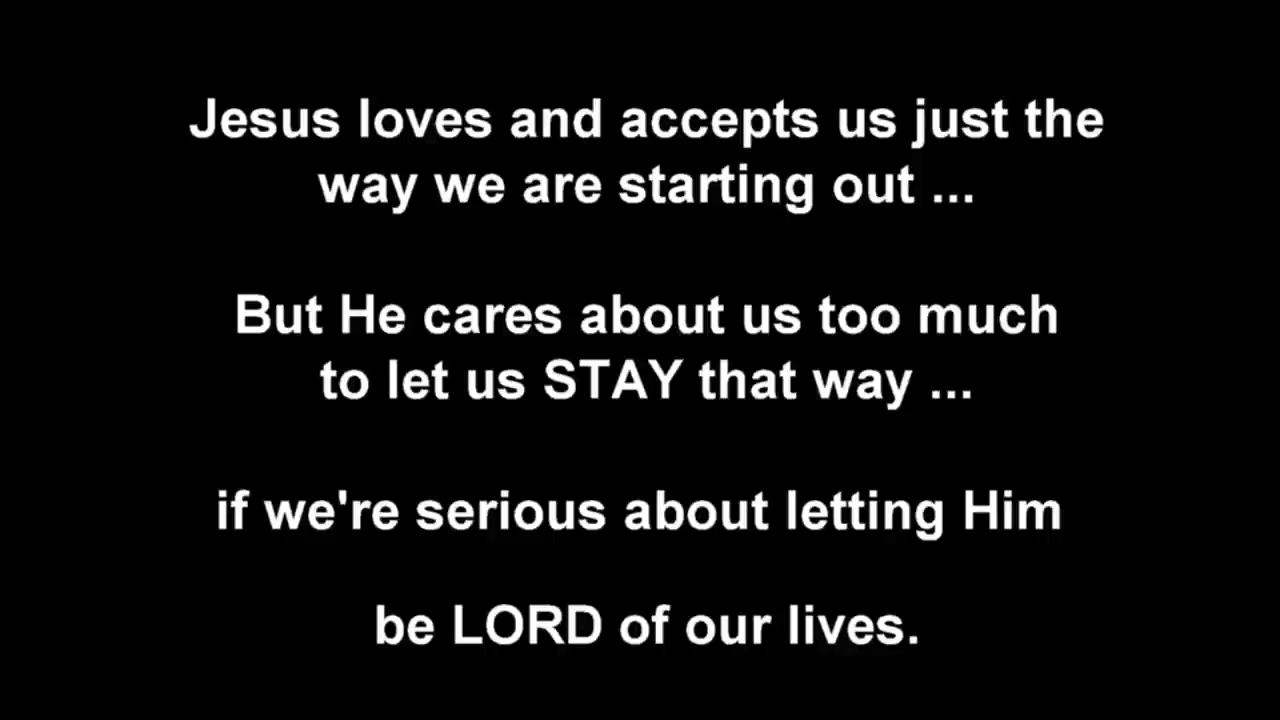 Jesus loves and accepts us just the
way we are starting out ...
But He cares about us too much
to let us STAY that way ...
if we're serious about letting Him
be LORD of our lives.